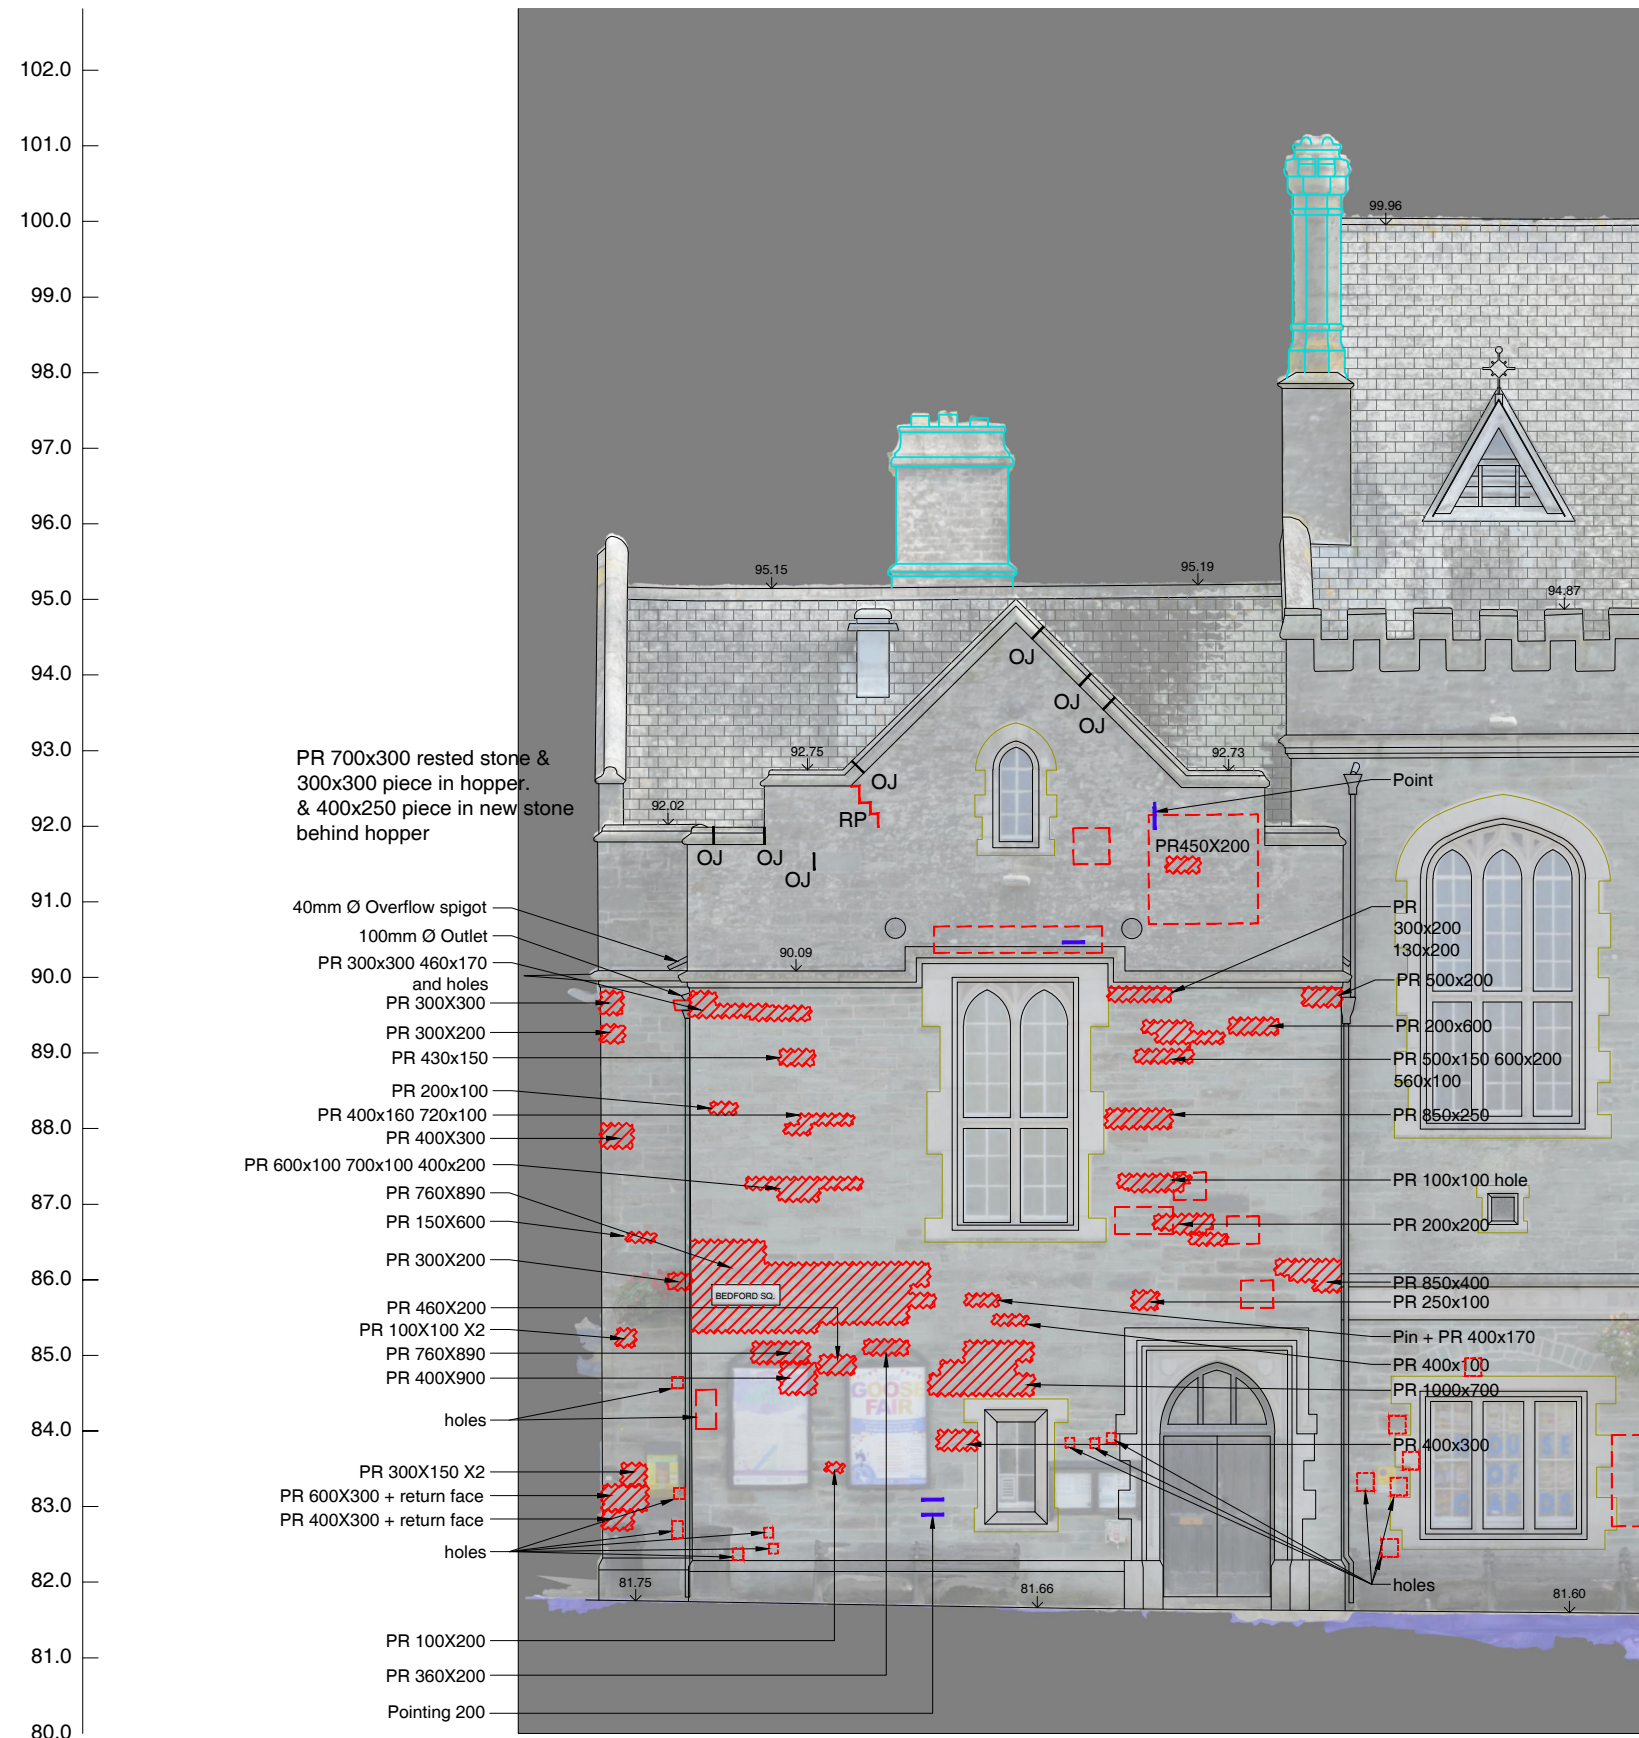 102.0
101.0
100.0
99.0
98.0
97.0
96.0
95.0
94.0
93.0
92.0
91.0
90.0
89.0
88.0
87.0
86.0
85.0
84.0
83.0
82.0
81.0
80.0
99.96
95.15
95.19
94.87
OJ
OJ
OJ
92.75
92.73
OJ
PR 700x300 rested stone &
300x300 piece in hopper.
& 400x250 piece in new stone
behind hopper
92.02
RP
OJ
OJ
OJ
Point
PR450X200
40mm Ø Overflow spigot
100mm Ø Outlet
PR 300x300 460x170
and holes
PR 300X300
PR 300X200
PR 430x150
PR 200x100
PR 400x160 720x100
PR 400X300
PR 600x100 700x100 400x200
PR 760X890
PR 150X600
PR 300X200
PR 460X200
PR 100X100 X2
PR 760X890
PR 400X900
holes
PR 300X150 X2
PR 600X300 + return face
PR 400X300 + return face
holes
PR 100X200
PR 360X200
Pointing 200
90.09
BEDFORD SQ.
GOOSE
FAIR
PR
300x200
130x200
PR 500x200
PR 200x600
PR 500x150 600x200
560x100
PR 850x250
PR 100x100 hole
PR 200x200
PR 850x400
PR 250x100
Pin + PR 400x170
PR 400x100
PR 1000x700
PR 400x300
holes
81.75
81.66
81.60